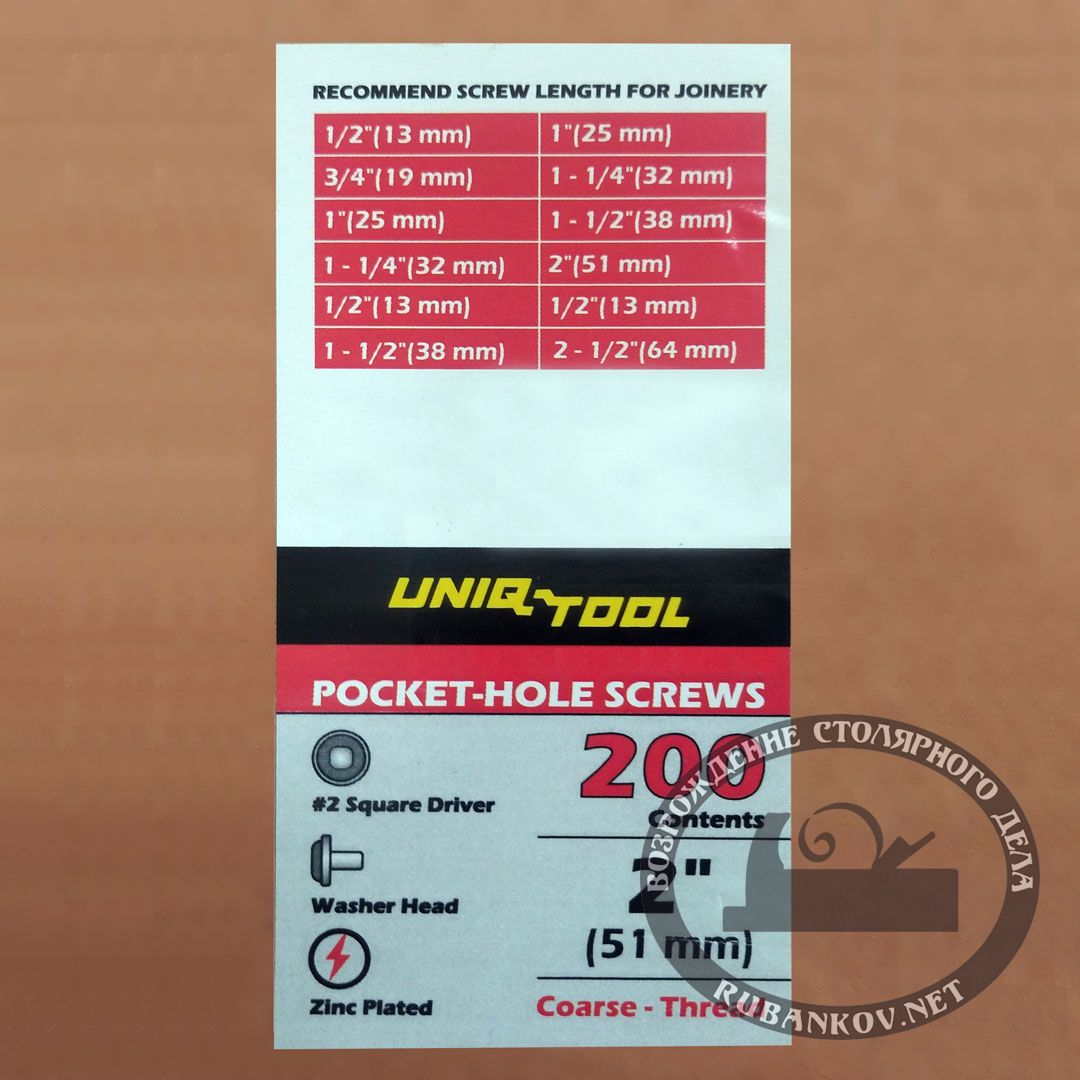 RECOMMEND SCREW LENGTH FOR JOINERY
1/2"(13 mm) 1"(25 mm)
3/4"(19 mm) 1 - 1/4"(32 mm)
1"(25 mm) 1 - 1/2"(38 mm)
1 - 1/4"(32 mm) 2"(51 mm)
1/2"(13 mm) 1/2"(13 mm)
1 - 1/2"(38 mm) 2 - 1/2"(64 mm)
UNIQ-TOOL
POCKET-HOLE SCREWS
#2 Square Driver
Washer Head
Zinc Plated
200
Contents
2"
(51 mm)
Coarse - Thread
ВОЗРОЖДЕНИЕ СТОЛЯРНОГО ДЕЛА
RUBANKOV.NET